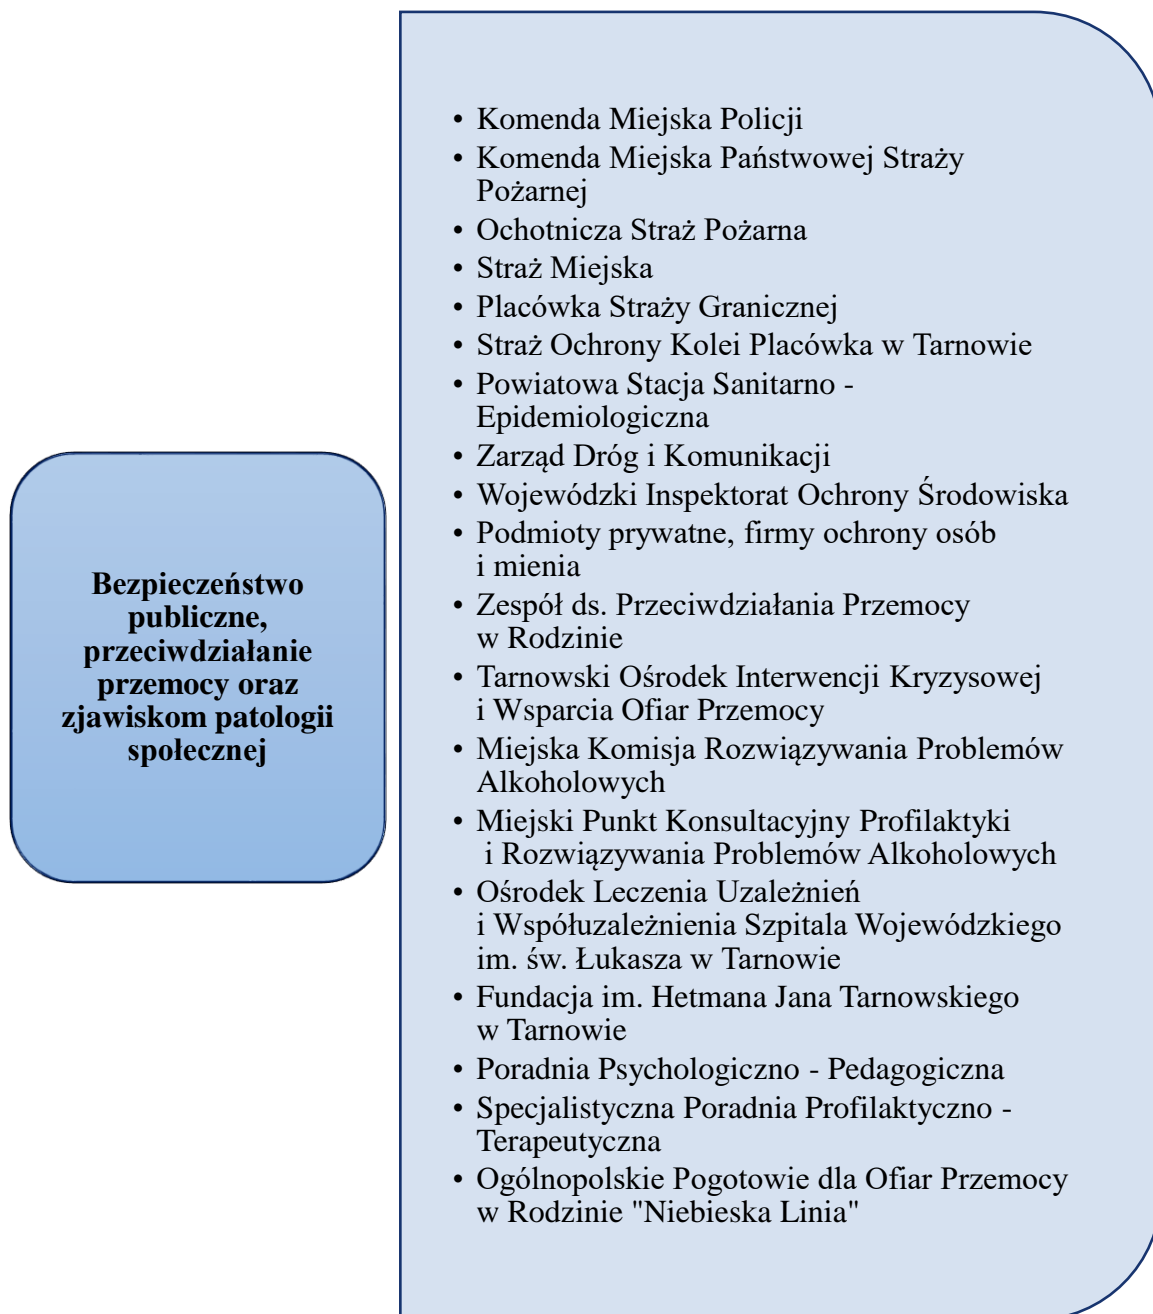 Bezpieczeństwo
publiczne,
przeciwdziałanie
przemocy oraz
zjawiskom patologii
społecznej
• Komenda Miejska Policji
• Komenda Miejska Państwowej Straży
Pożarnej
• Ochotnicza Straż Pożarna
• Straż Miejska
• Placówka Straży Granicznej
• Straż Ochrony Kolei Placówka w Tarnowie
• Powiatowa Stacja Sanitarno -
Epidemiologiczna
• Zarząd Dróg i Komunikacji
• Wojewódzki Inspektorat Ochrony Środowiska
• Podmioty prywatne, firmy ochrony osób
i mienia
• Zespół ds. Przeciwdziałania Przemocy
w Rodzinie
• Tarnowski Ośrodek Interwencji Kryzysowej
i Wsparcia Ofiar Przemocy
• Miejska Komisja Rozwiązywania Problemów
Alkoholowych
• Miejski Punkt Konsultacyjny Profilaktyki
i Rozwiązywania Problemów Alkoholowych
• Ośrodek Leczenia Uzależnień
i Współuzależnienia Szpitala Wojewódzkiego
im. św. Łukasza w Tarnowie
• Fundacja im. Hetmana Jana Tarnowskiego
w Tarnowie
• Poradnia Psychologiczno - Pedagogiczna
• Specjalistyczna Poradnia Profilaktyczno -
Terapeutyczna
• Ogólnopolskie Pogotowie dla Ofiar Przemocy
w Rodzinie "Niebieska Linia"